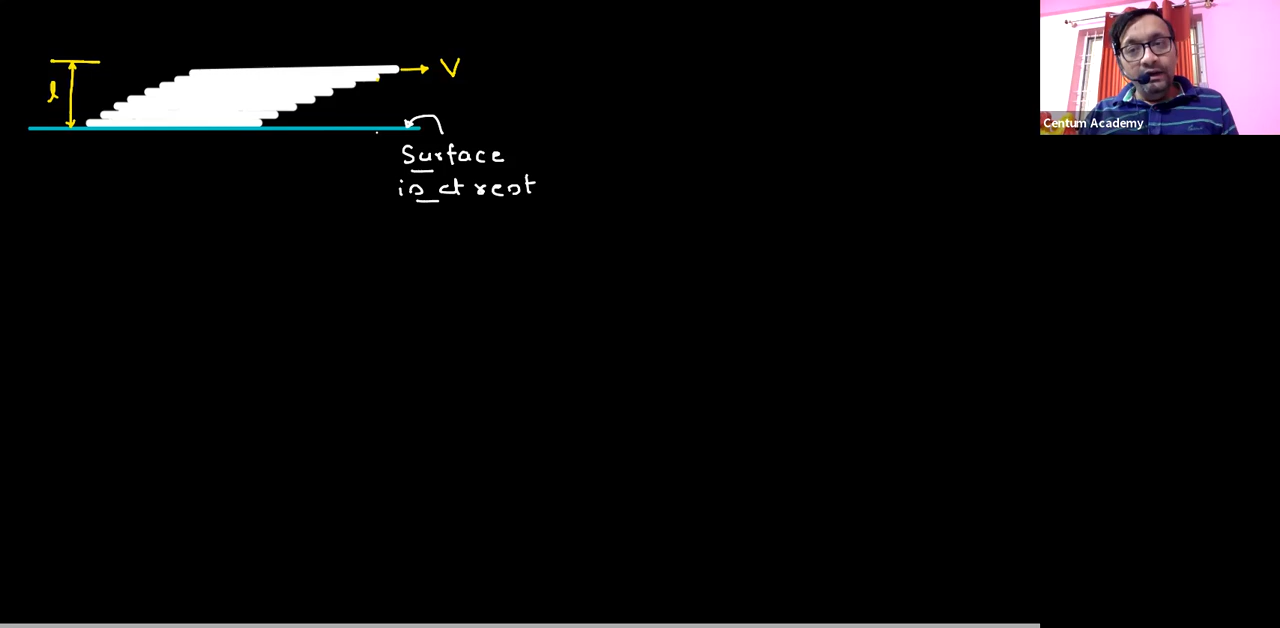 l
V
Surface
is at rest
Centum Academy